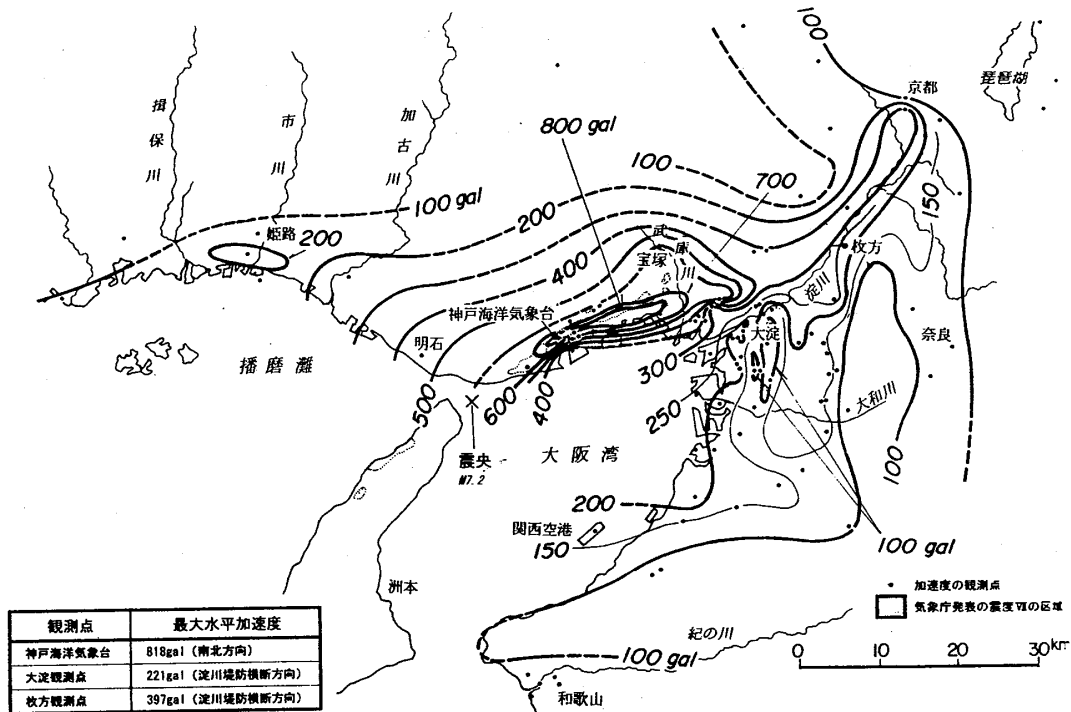 100
琵琶湖
京都
揖保川
市川
加古川
800 gal
100
700
150
100 gal
200
姫路
200
400
武庫川
宝塚
枚方
淀川
神戸海洋気象台
明石
大淀
奈良
播磨灘
300
大和川
500
600
400
250
100
震央
M7.2
大阪湾
200
関西空港
150
100 gal
洲本
加速度の観測点
気象庁発表の震度Ⅶの区域
紀の川
100 gal
0 10 20 30km
和歌山
観測点 最大水平加速度
神戸海洋気象台 818gal (南北方向)
大淀観測点 221gal (淀川堤防横断方向)
枚方観測点 397gal (淀川堤防横断方向)